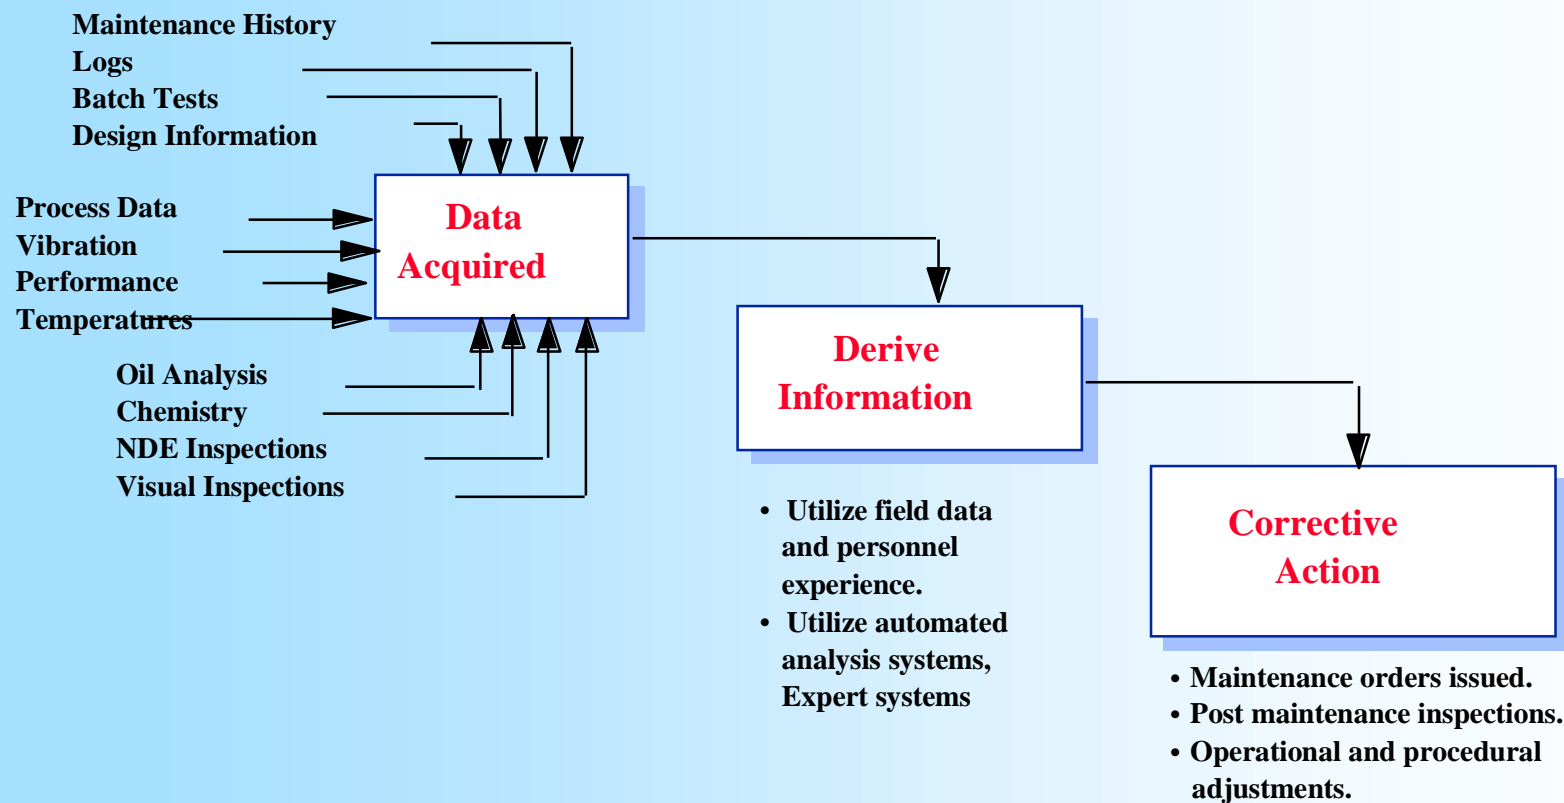 Maintenance History
Logs
Batch Tests
Design Information
Process Data
Vibration
Performance
Temperatures
Data
Acquired
Oil Analysis
Chemistry
NDE Inspections
Visual Inspections
Derive
Information
• Utilize field data
and personnel
experience.
• Utilize automated
analysis systems,
Expert systems
Corrective
Action
• Maintenance orders issued.
• Post maintenance inspections.
• Operational and procedural
adjustments.